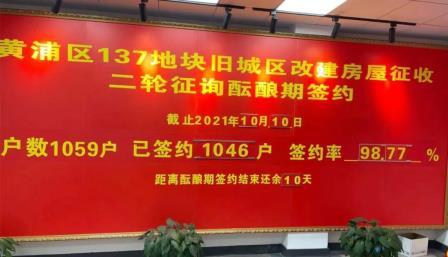 黄浦区137地块旧城区改建房屋征收
二轮征询酝酿期签约
截止2021年10月10日
户数1059户 已签约1046户 签约率98.77%
距离酝酿期签约结束还余10天